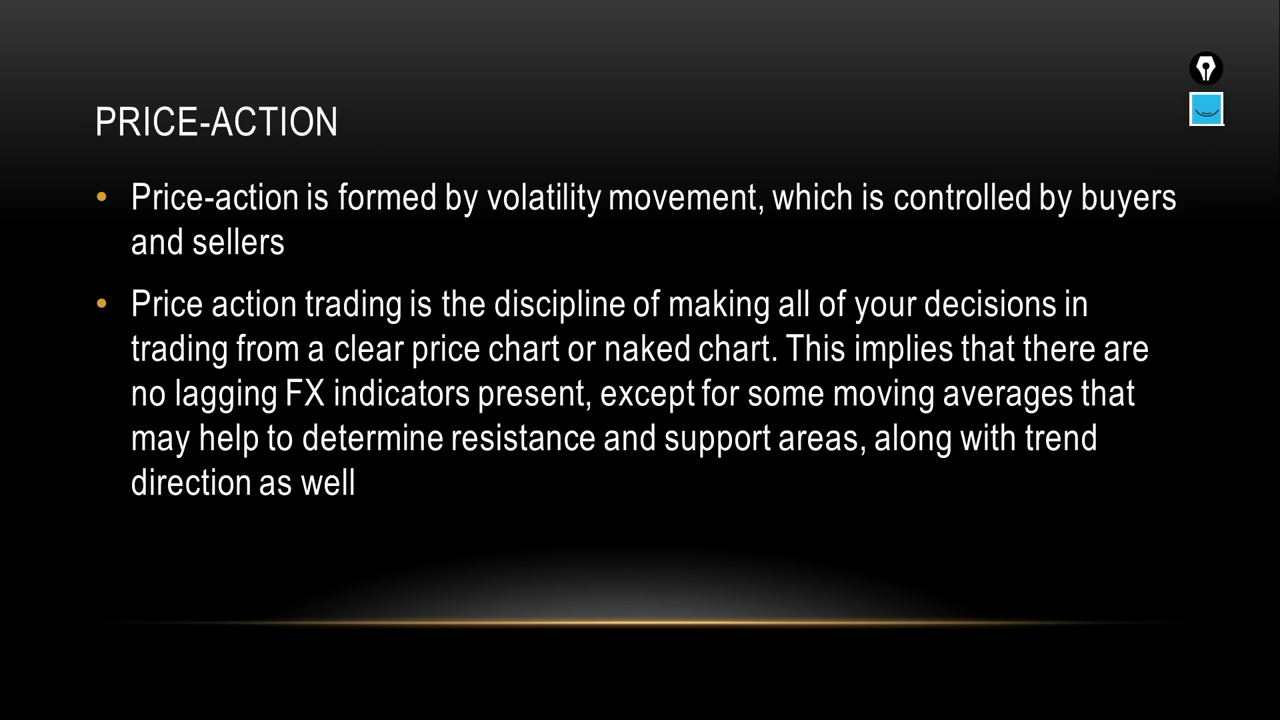 PRICE-ACTION
• Price-action is formed by volatility movement, which is controlled by buyers
and sellers
• Price action trading is the discipline of making all of your decisions in
trading from a clear price chart or naked chart. This implies that there are
no lagging FX indicators present, except for some moving averages that
may help to determine resistance and support areas, along with trend
direction as well